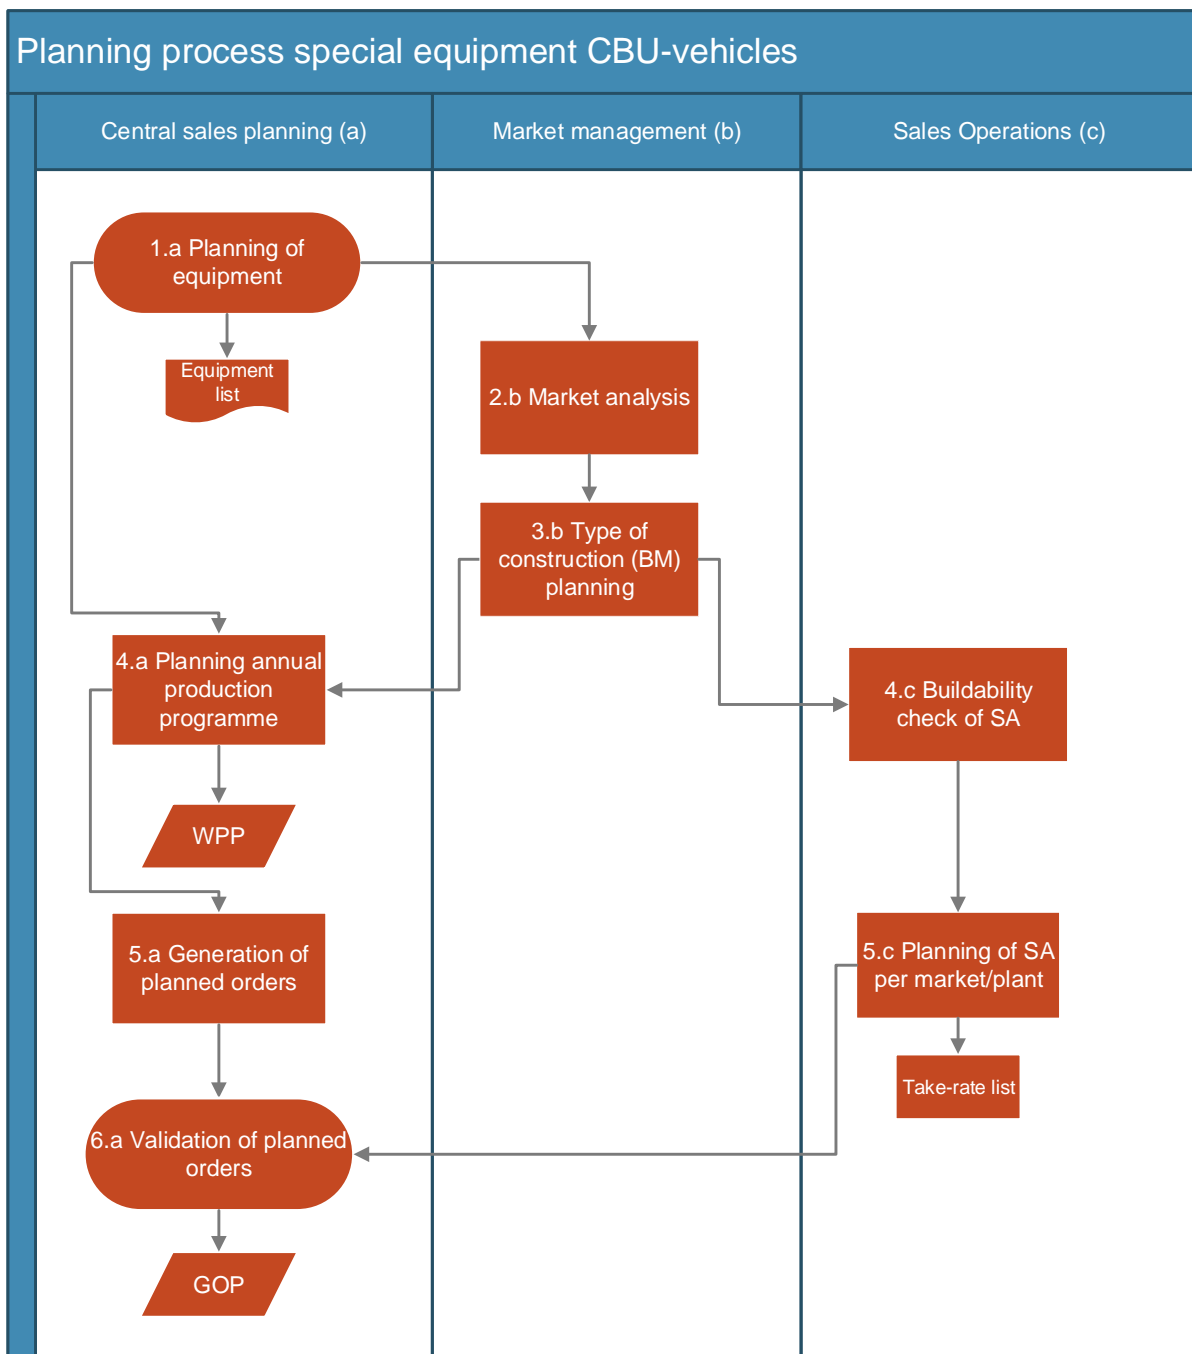 Planning process special equipment CBU-vehicles
Central sales planning (a)
Market management (b)
Sales Operations (c)
1.a Planning of
equipment
Equipment
list
2.b Market analysis
3.b Type of
construction (BM)
planning
4.a Planning annual
production
programme
4.c Buildability
check of SA
WPP
5.a Generation of
planned orders
5.c Planning of SA
per market/plant
Take-rate list
6.a Validation of planned
orders
GOP